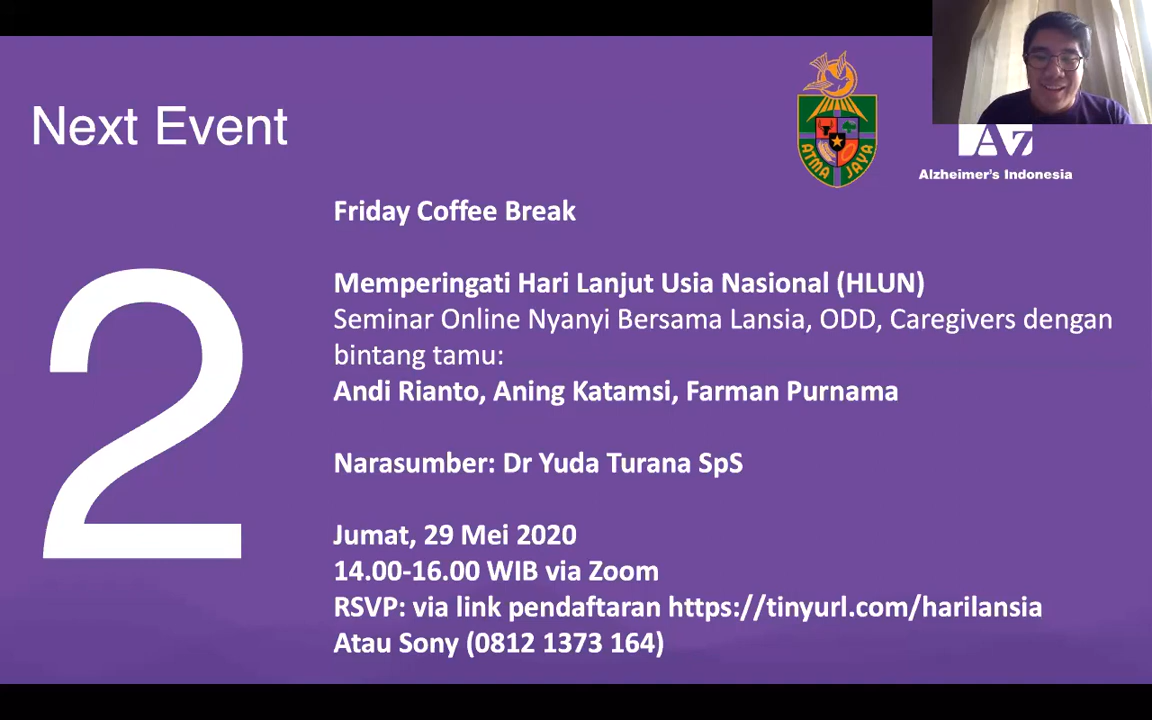 Next Event
ATMA JAYA
Alzheimer's Indonesia
2
Friday Coffee Break
Memperingati Hari Lanjut Usia Nasional (HLUN)
Seminar Online Nyanyi Bersama Lansia, ODD, Caregivers dengan
bintang tamu:
Andi Rianto, Aning Katamsi, Farman Purnama
Narasumber: Dr Yuda Turana SpS
Jumat, 29 Mei 2020
14.00-16.00 WIB via Zoom
RSVP: via link pendaftaran https://tinyurl.com/harilansia
Atau Sony (0812 1373 164)